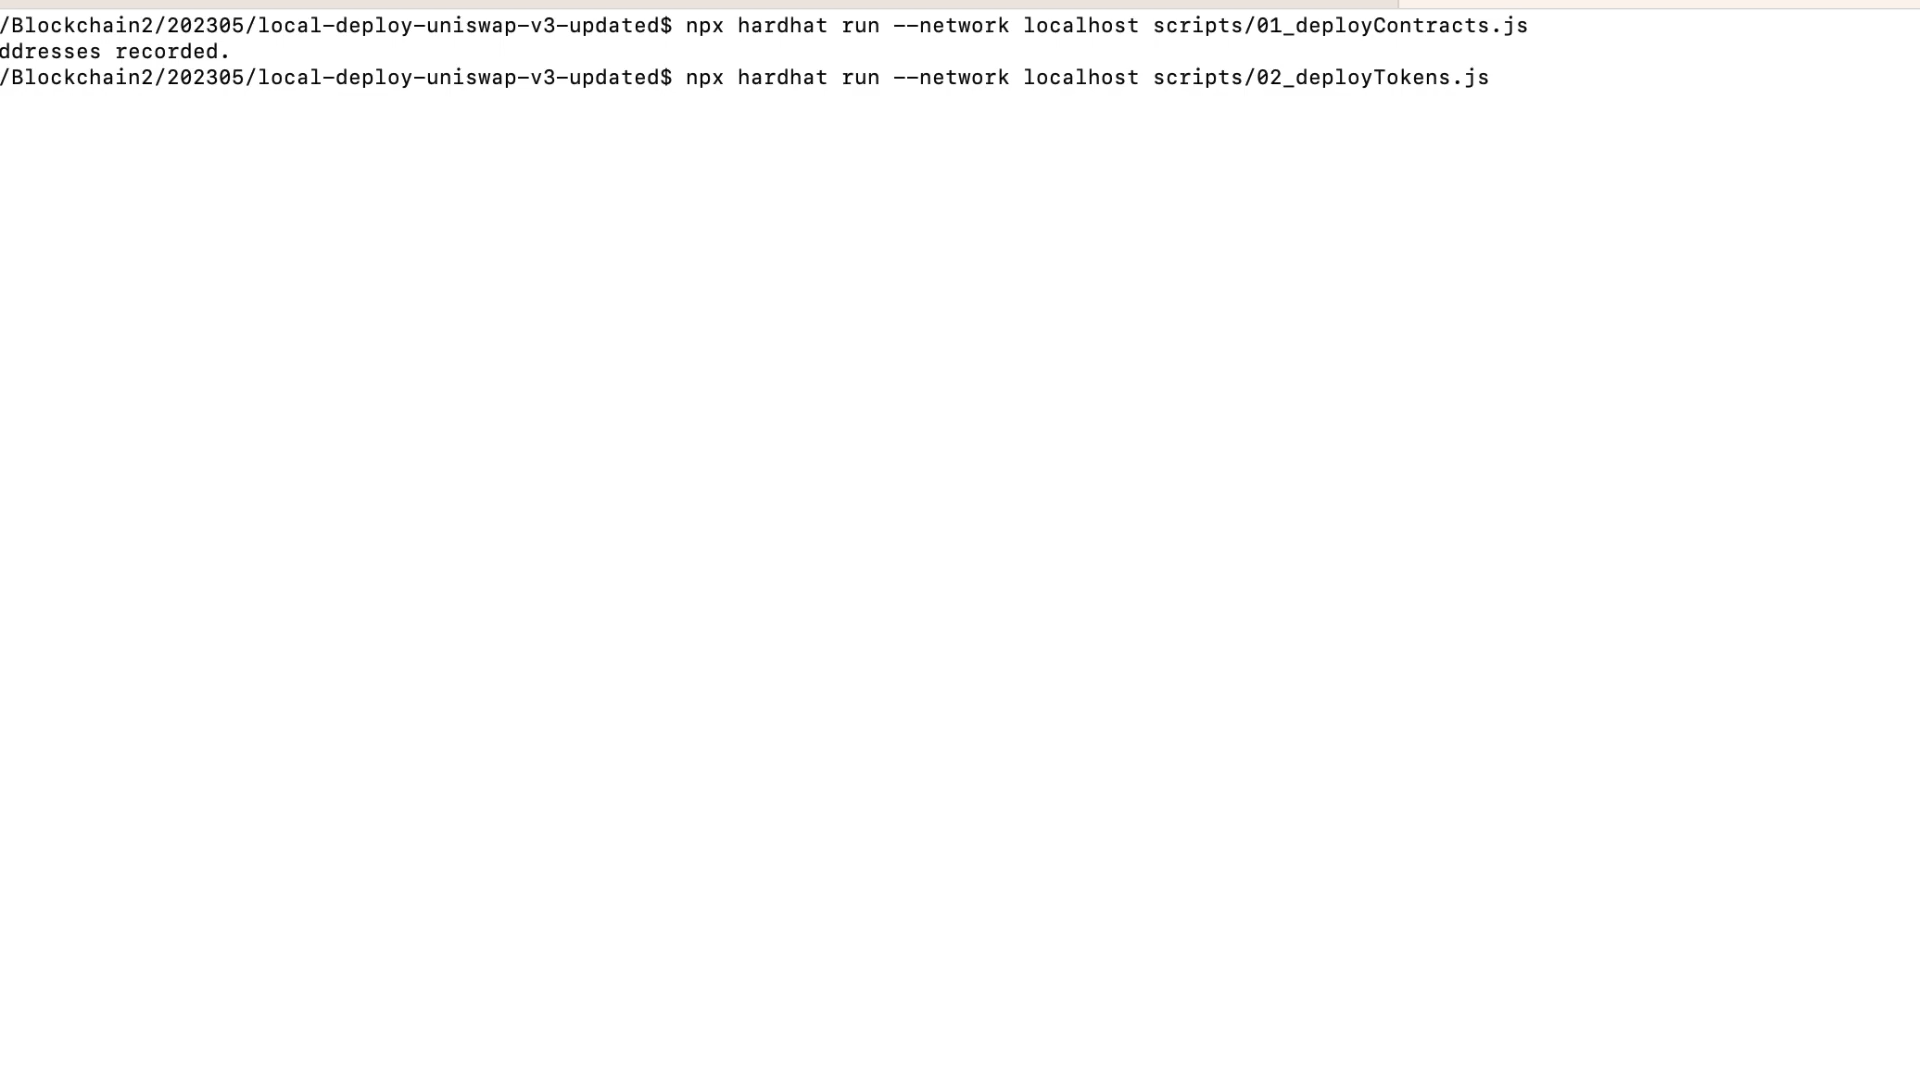 /Blockchain2/202305/local-deploy-uniswap-v3-updated$ npx hardhat run --network localhost scripts/01_deployContracts.js
ddresses recorded.
/Blockchain2/202305/local-deploy-uniswap-v3-updated$ npx hardhat run --network localhost scripts/02_deployTokens.js